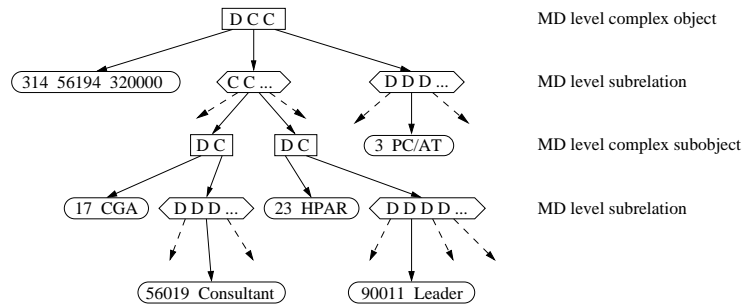 D C C MD level complex object
314 56194 320000 C C ... D D D ... MD level subrelation
D C D C 3 PC/AT MD level complex subobject
17 CGA D D D ... 23 HPAR D D D D ... MD level subrelation
56019 Consultant 90011 Leader